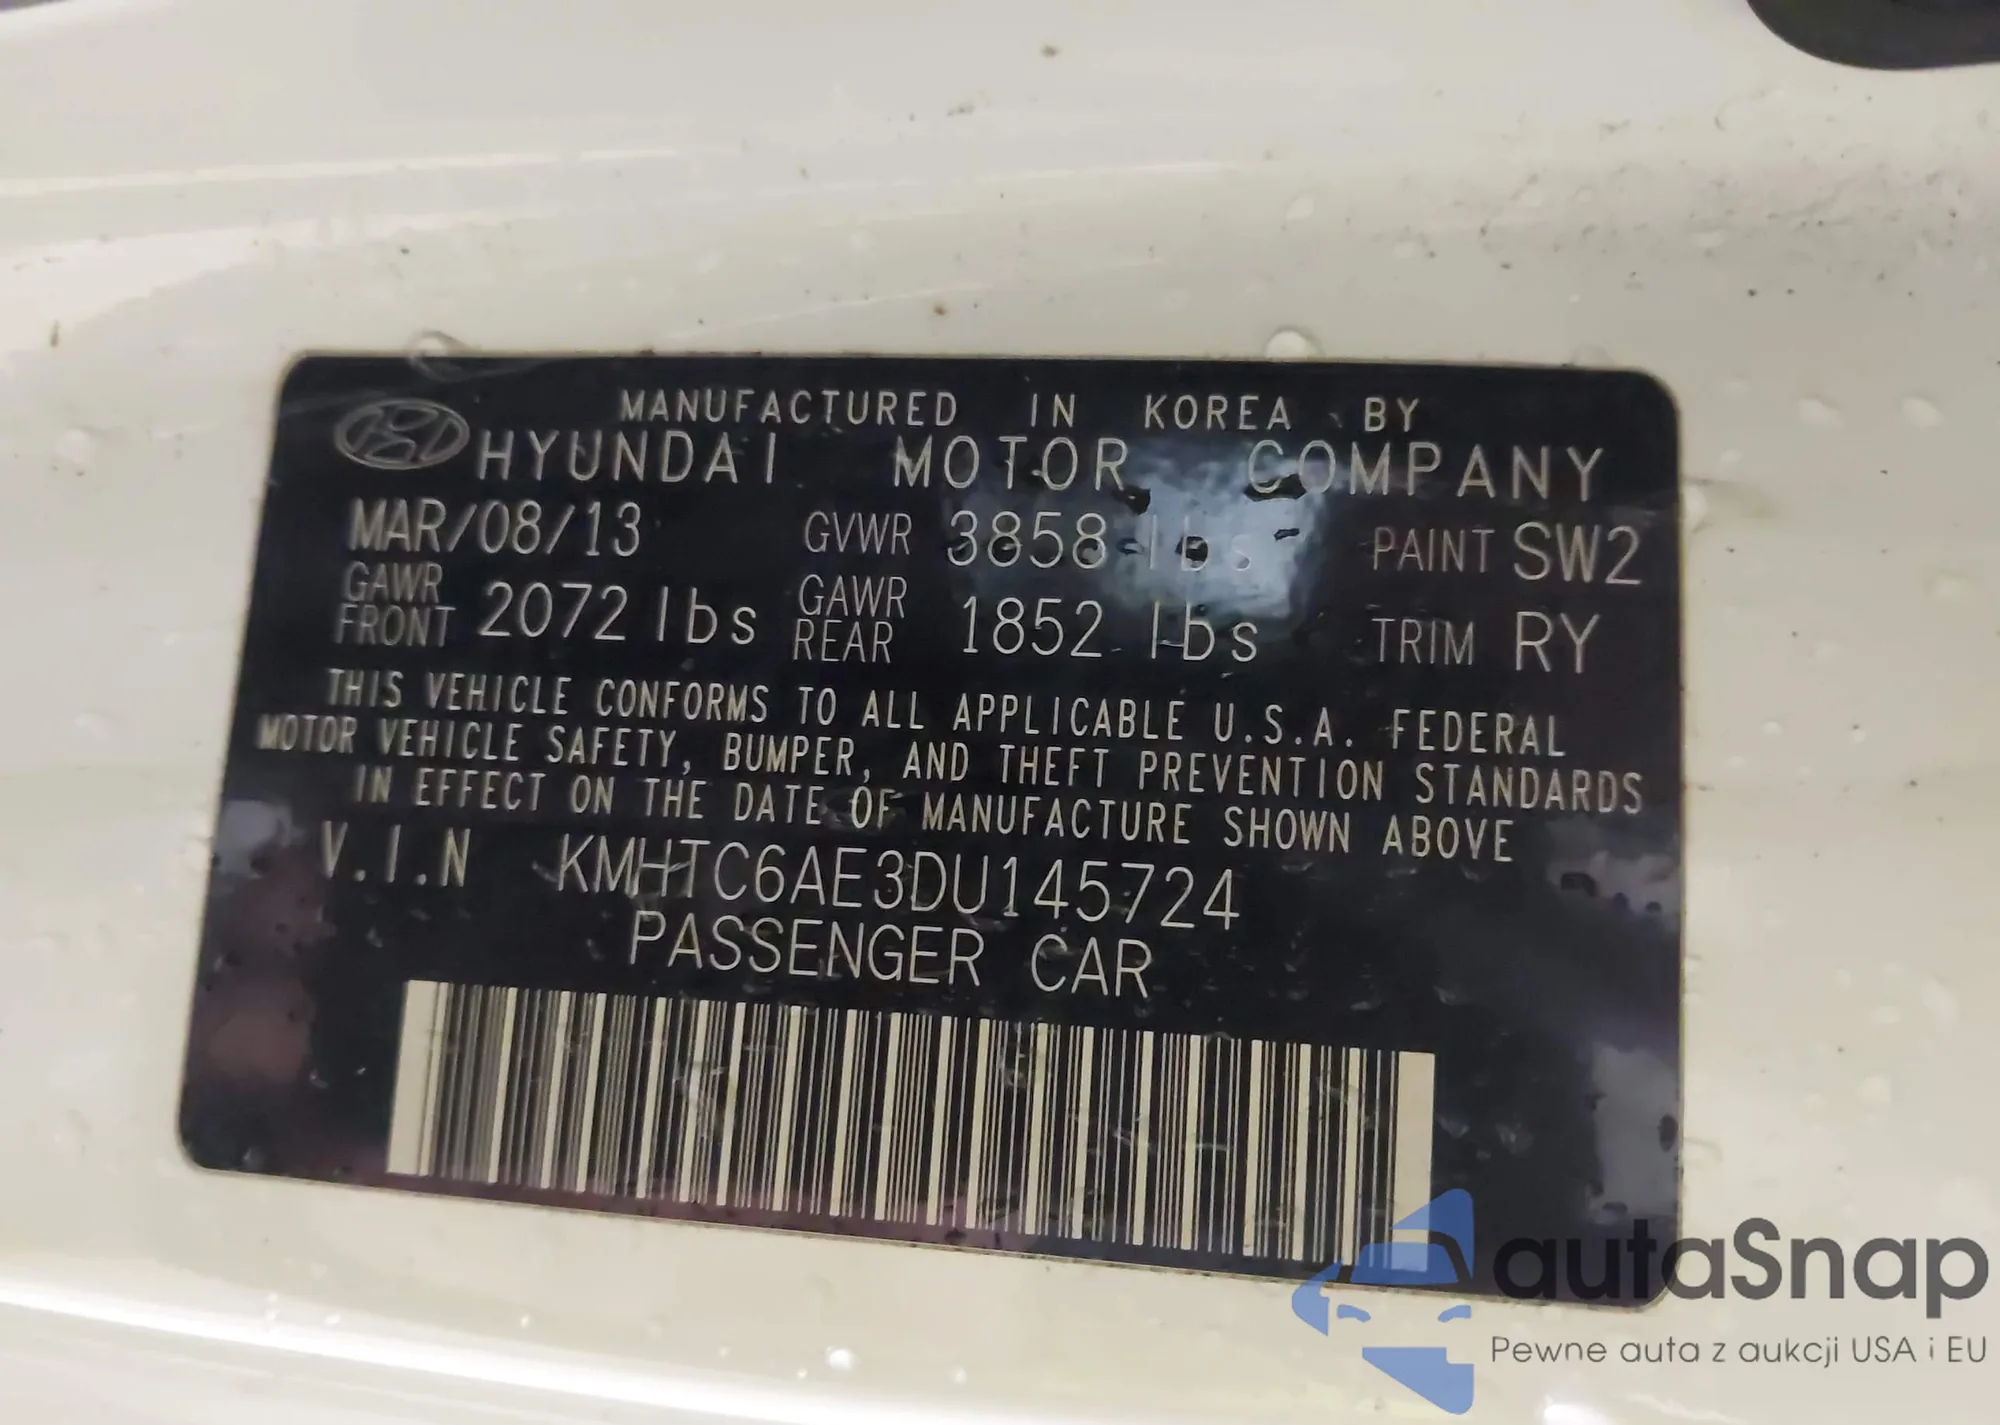 MANUFACTURED IN KOREA BY
HYUNDAI MOTOR COMPANY
MAR/08/13 GVWR 3858 lbs PAINT SW2
GAWR FRONT 2072 lbs GAWR REAR 1852 lbs TRIM RY
THIS VEHICLE CONFORMS TO ALL APPLICABLE U.S.A. FEDERAL
MOTOR VEHICLE SAFETY, BUMPER, AND THEFT PREVENTION STANDARDS
IN EFFECT ON THE DATE OF MANUFACTURE SHOWN ABOVE
V.I.N KMHTC6AE3DU145724
PASSENGER CAR
autaSnap
Pewne auta z aukcji USA i EU